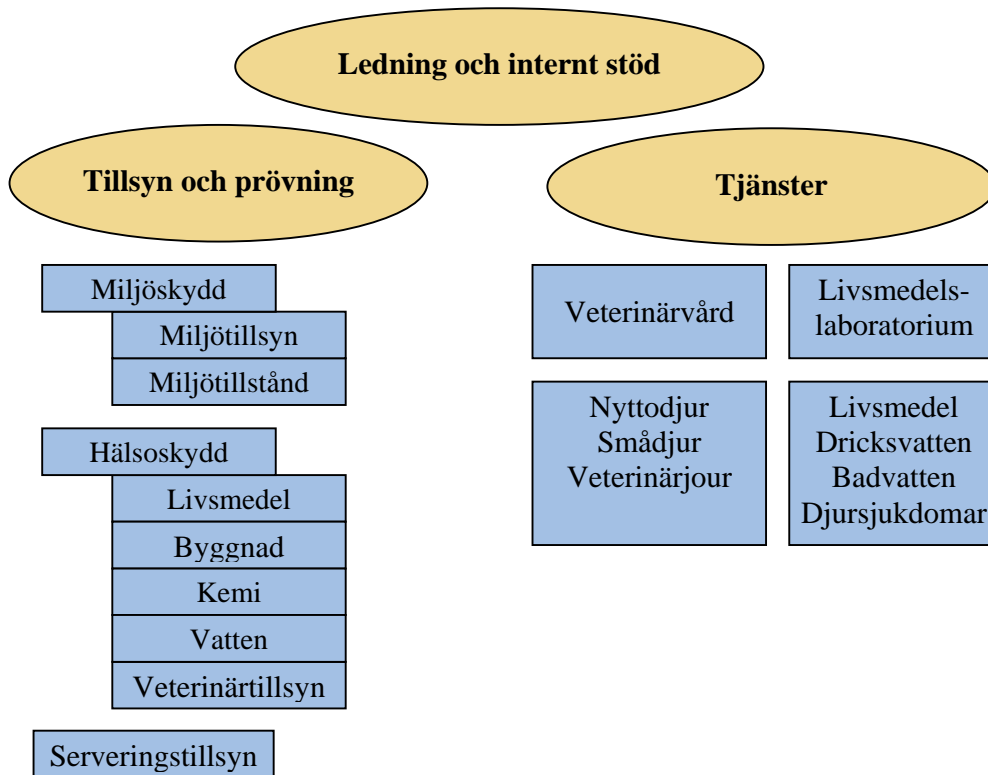 Ledning och internt stöd
Tillsyn och prövning
Miljöskydd
Miljötillsyn
Miljötillstånd
Hälsoskydd
Livsmedel
Byggnad
Kemi
Vatten
Veterinärtillsyn
Serveringstillsyn
Tjänster
Veterinärvård
Nyttodjur
Smådjur
Veterinärjour
Livsmedels-
laboratorium
Livsmedel
Dricksvatten
Badvatten
Djursjukdomar